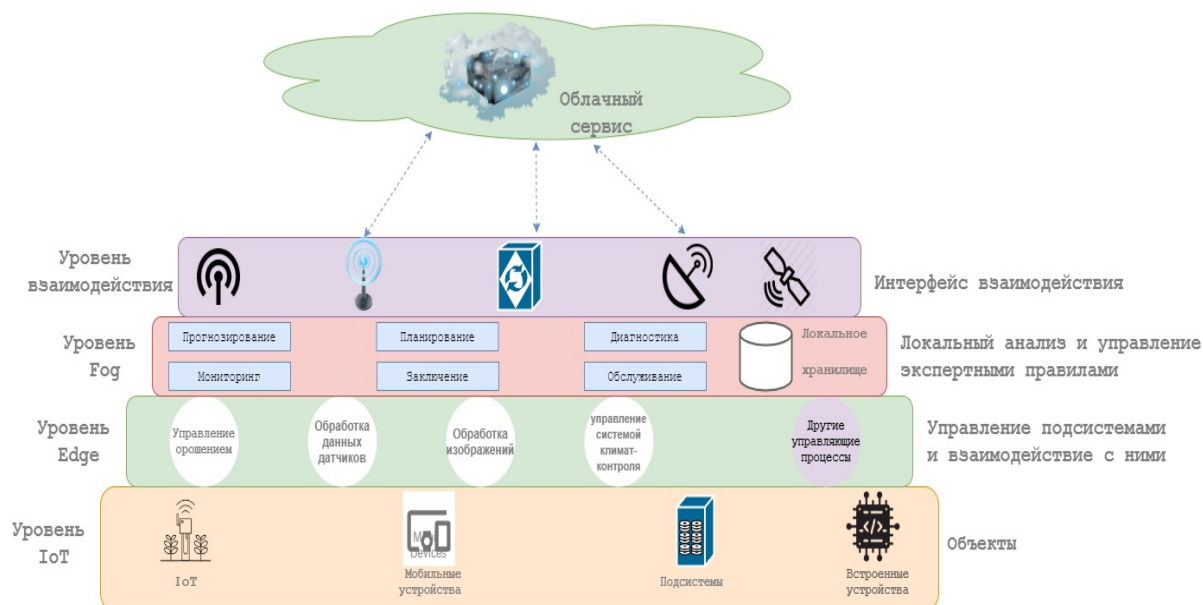 Облачный
сервис
Уровень
взаимодействия
Интерфейс взаимодействия
Уровень
Fog
Прогнозирование
Планирование
Диагностика
Локальное
Мониторинг
Заключение
Обслуживание
хранилище
Локальный анализ и управление
экспертными правилами
Уровень
Edge
Управление
орошением
Обработка
данных
датчиков
Обработка
изображений
управление
системой
климат-
контроля
Другие
управляющие
процессы
Управление подсистемами
и взаимодействие с ними
Уровень
IoT
IoT
Devices
Мобильные
устройства
Подсистемы
Встроенные
устройства
Объекты